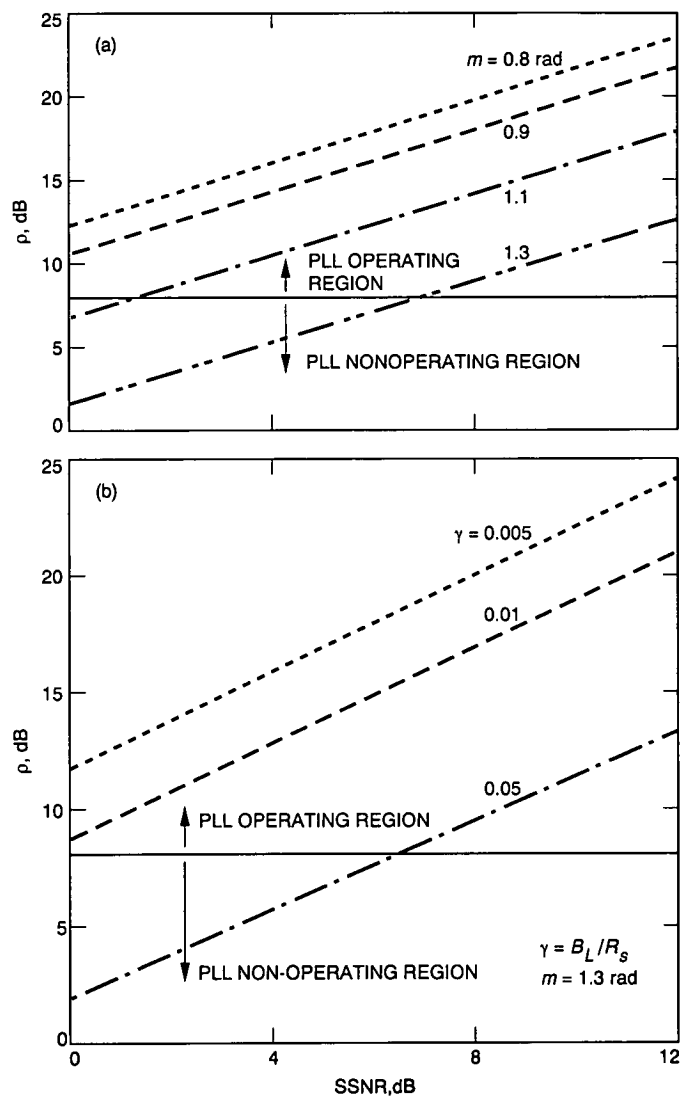 25
(a)
m = 0.8 rad
20
0.9
15
1.1
ρ, dB
10
1.3
PLL OPERATING
REGION
5
PLL NONOPERATING REGION
0
25
(b)
γ = 0.005
20
0.01
15
ρ, dB
0.05
10
PLL OPERATING REGION
5
γ = B_L/R_s
PLL NON-OPERATING REGION
m = 1.3 rad
0
0 4 8 12
SSNR,dB